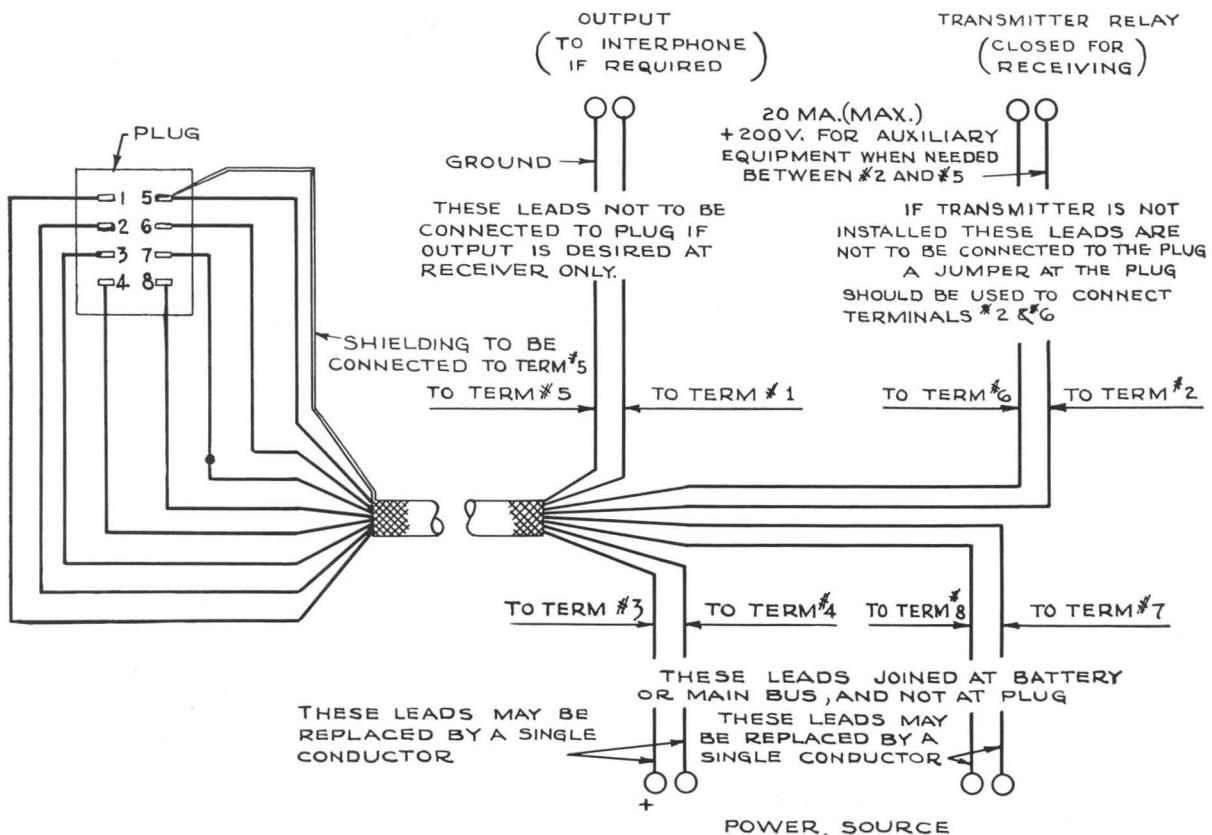 OUTPUT
(TO INTERPHONE
IF REQUIRED)
TRANSMITTER RELAY
(CLOSED FOR
RECEIVING)
PLUG
1 5
2 6
3 7
4 8
GROUND
20 MA.(MAX.)
+200V. FOR AUXILIARY
EQUIPMENT WHEN NEEDED
BETWEEN #2 AND #5
THESE LEADS NOT TO BE
CONNECTED TO PLUG IF
OUTPUT IS DESIRED AT
RECEIVER ONLY.
IF TRANSMITTER IS NOT
INSTALLED THESE LEADS ARE
NOT TO BE CONNECTED TO THE PLUG
A JUMPER AT THE PLUG
SHOULD BE USED TO CONNECT
TERMINALS #2 & #6
SHIELDING TO BE
CONNECTED TO TERM #5
TO TERM #5
TO TERM #1
TO TERM #6
TO TERM #2
TO TERM #3
TO TERM #4
TO TERM #8
TO TERM #7
THESE LEADS JOINED AT BATTERY
OR MAIN BUS, AND NOT AT PLUG
THESE LEADS MAY BE
REPLACED BY A SINGLE
CONDUCTOR
THESE LEADS MAY
BE REPLACED BY A
SINGLE CONDUCTOR
+
POWER SOURCE